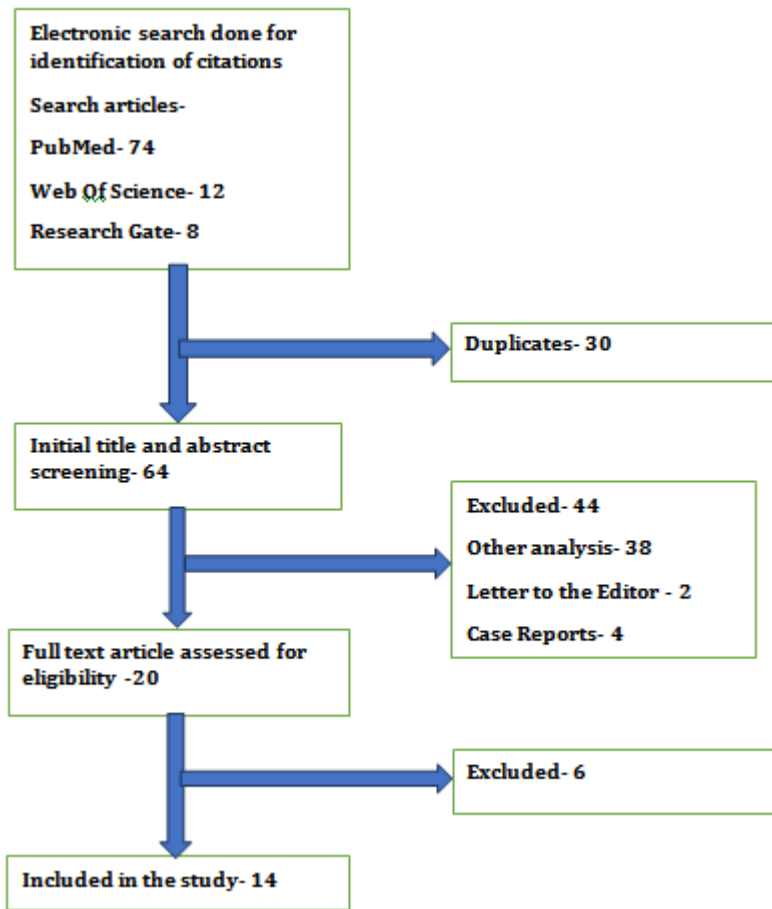 Electronic search done for
identification of citations
Search articles-
PubMed- 74
Web Of Science- 12
Research Gate- 8
Duplicates- 30
Initial title and abstract
screening- 64
Excluded- 44
Other analysis- 38
Letter to the Editor - 2
Case Reports- 4
Full text article assessed for
eligibility -20
Excluded- 6
Included in the study- 14